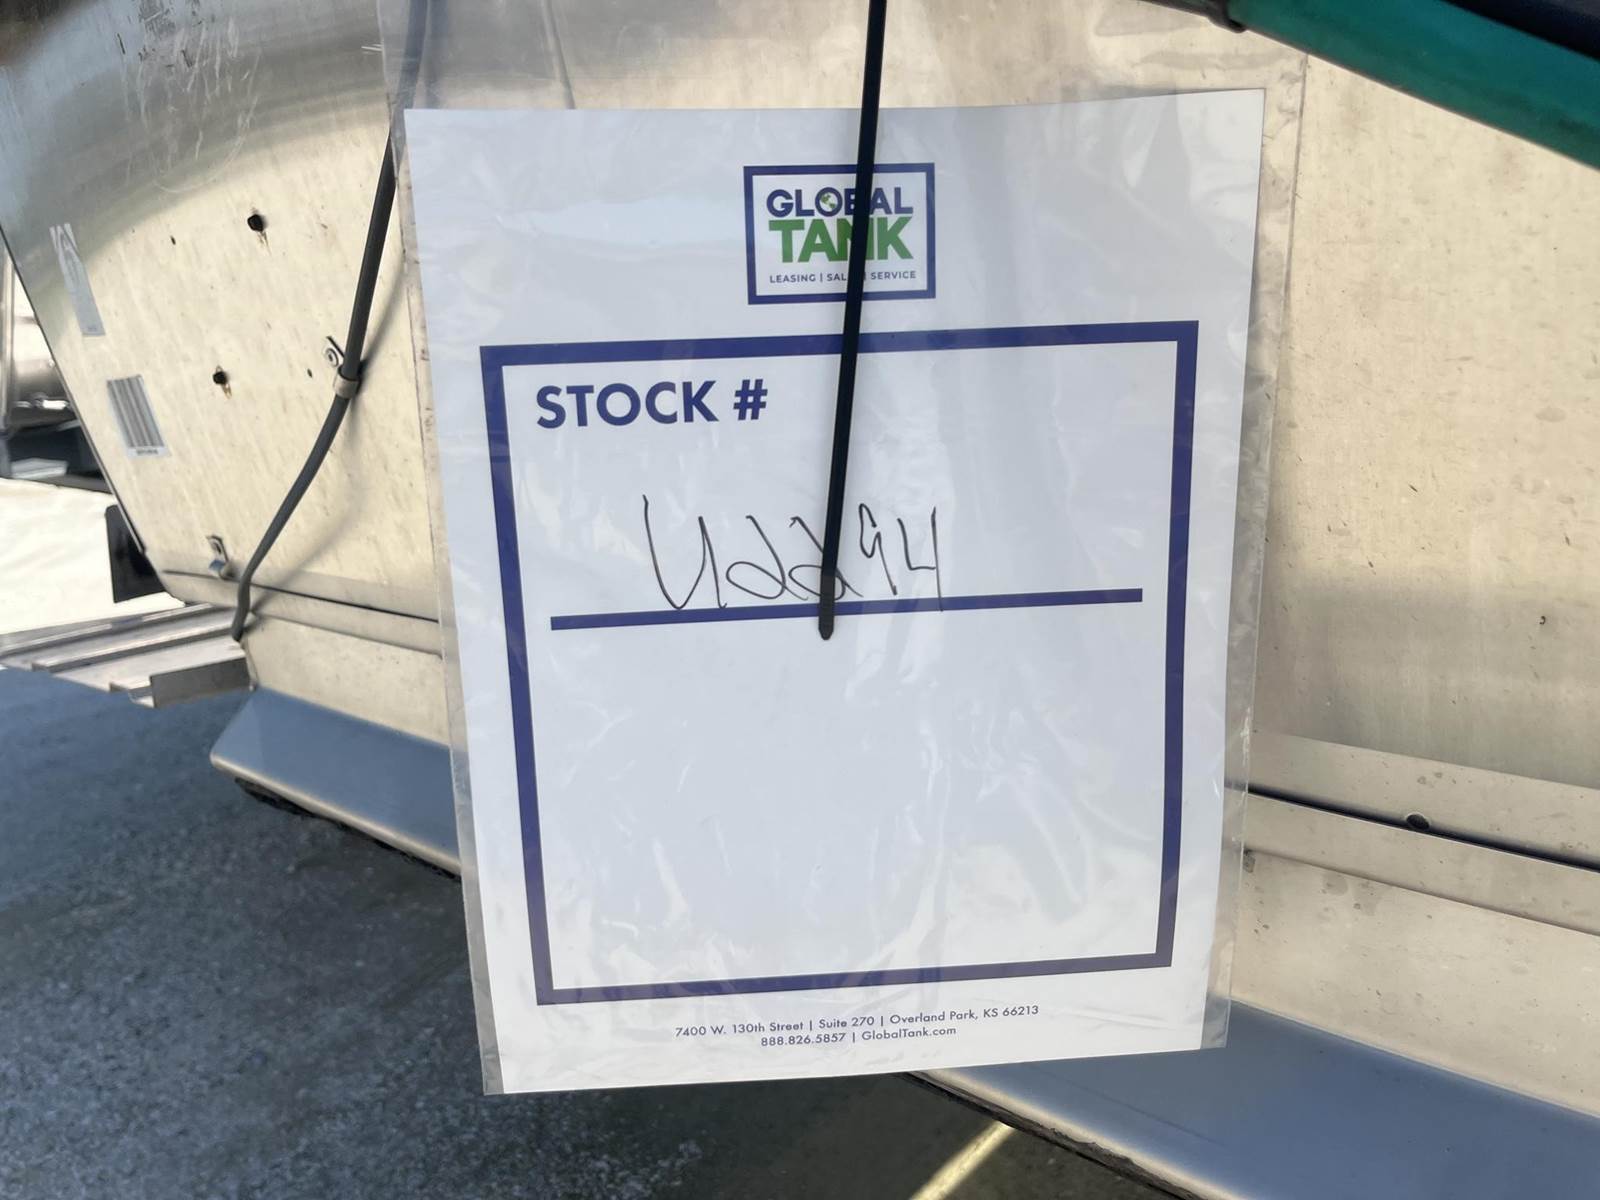 GLOBAL
TANK
LEASING | SALES | SERVICE
STOCK #
U2294
7400 W. 130th Street | Suite 270 | Overland Park, KS 66213
888.826.5857 | GlobalTank.com